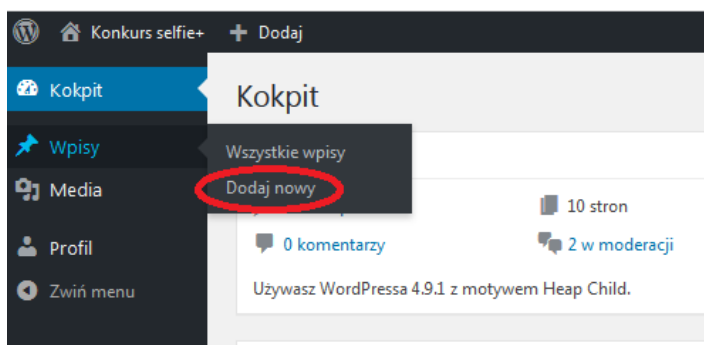 Konkurs selfie+
Dodaj
Kokpit
Wpisy
Media
Profil
Zwiń menu
Kokpit
Wszystkie wpisy
Dodaj nowy
10 stron
0 komentarzy
2 w moderacji
Używasz WordPressa 4.9.1 z motywem Heap Child.